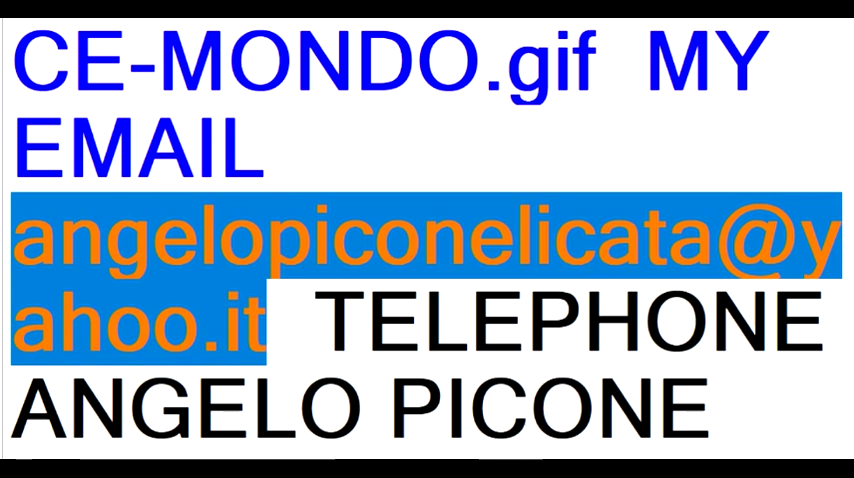 CE-MONDO.gif MY
EMAIL
angelopiconelicata@y
ahoo.it TELEPHONE
ANGELO PICONE